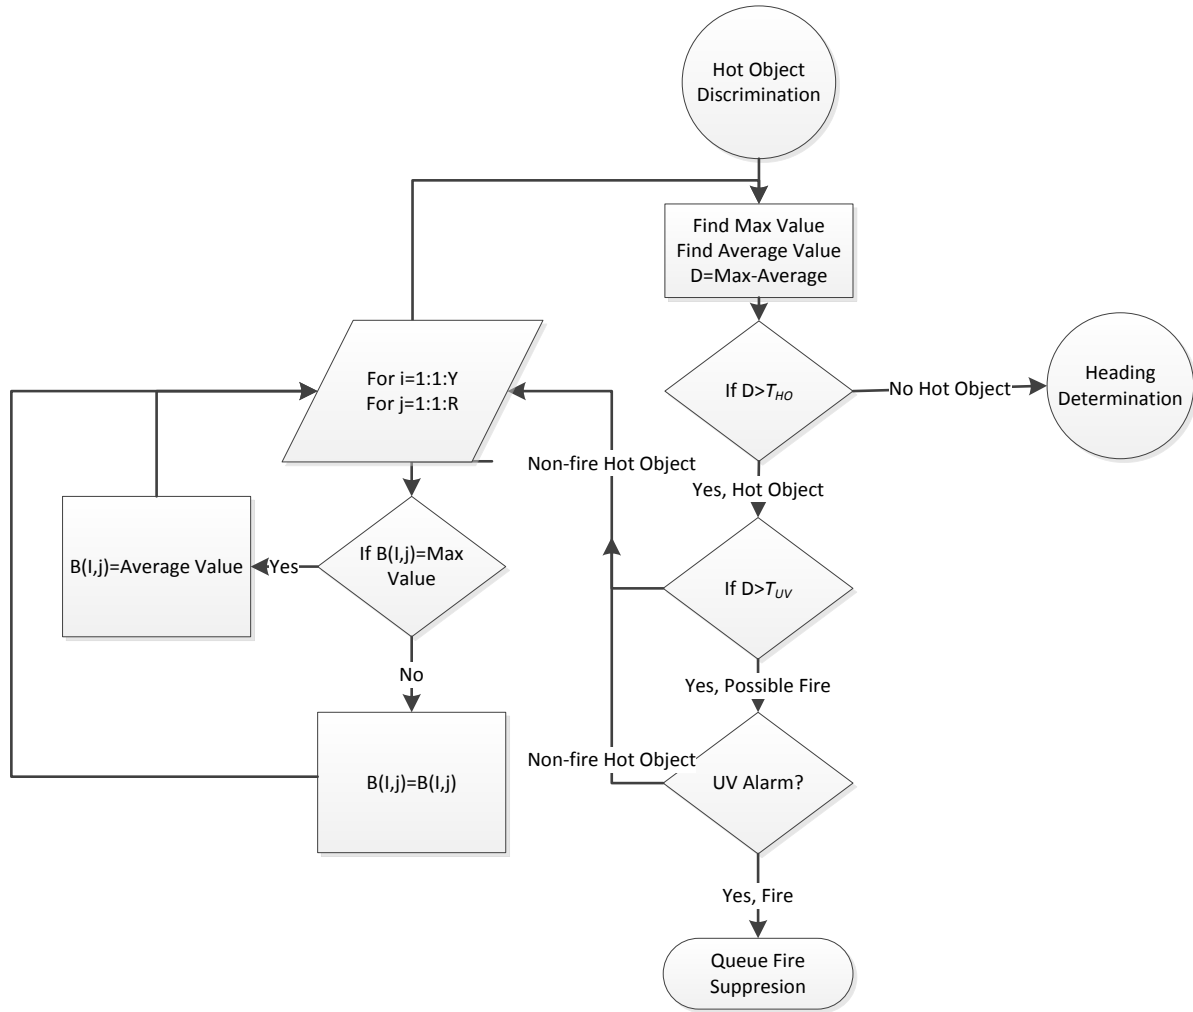 Hot Object
Discrimination
Find Max Value
Find Average Value
D=Max-Average
For i=1:1:Y
For j=1:1:R
If D>T_HO
No Hot Object
Heading
Determination
Non-fire Hot Object
Yes, Hot Object
B(I,j)=Average Value
Yes
If B(I,j)=Max
Value
If D>T_UV
No
Yes, Possible Fire
Non-fire Hot Object
B(I,j)=B(I,j)
UV Alarm?
Yes, Fire
Queue Fire
Suppresion